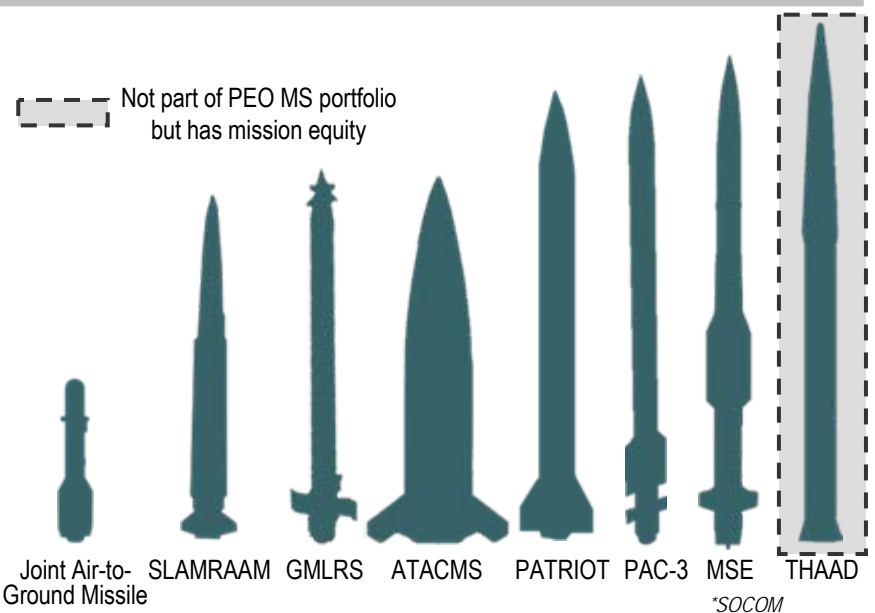 Not part of PEO MS portfolio
but has mission equity
Joint Air-to-
Ground Missile
SLAMRAAM
GMLRS
ATACMS
PATRIOT
PAC-3
MSE
THAAD
*SOCOM